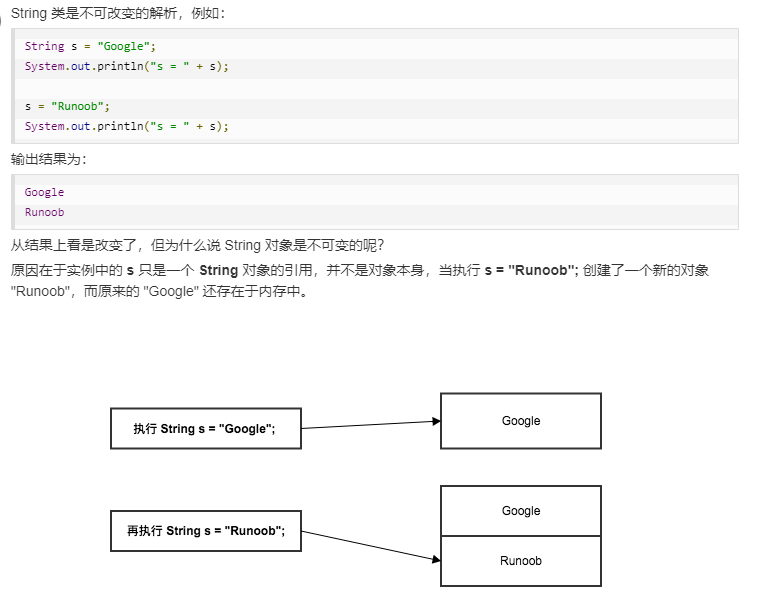 String 类是不可改变的解析，例如：
String s = "Google";
System.out.println("s = " + s);
s = "Runoob";
System.out.println("s = " + s);
输出结果为：
Google
Runoob
从结果上看是改变了，但为什么说 String 对象是不可变的呢？
原因在于实例中的 s 只是一个 String 对象的引用，并不是对象本身，当执行 s = "Runoob"; 创建了一个新的对象
"Runoob"，而原来的 "Google" 还存在于内存中。
执行 String s = "Google";
Google
再执行 String s = "Runoob";
Google
Runoob